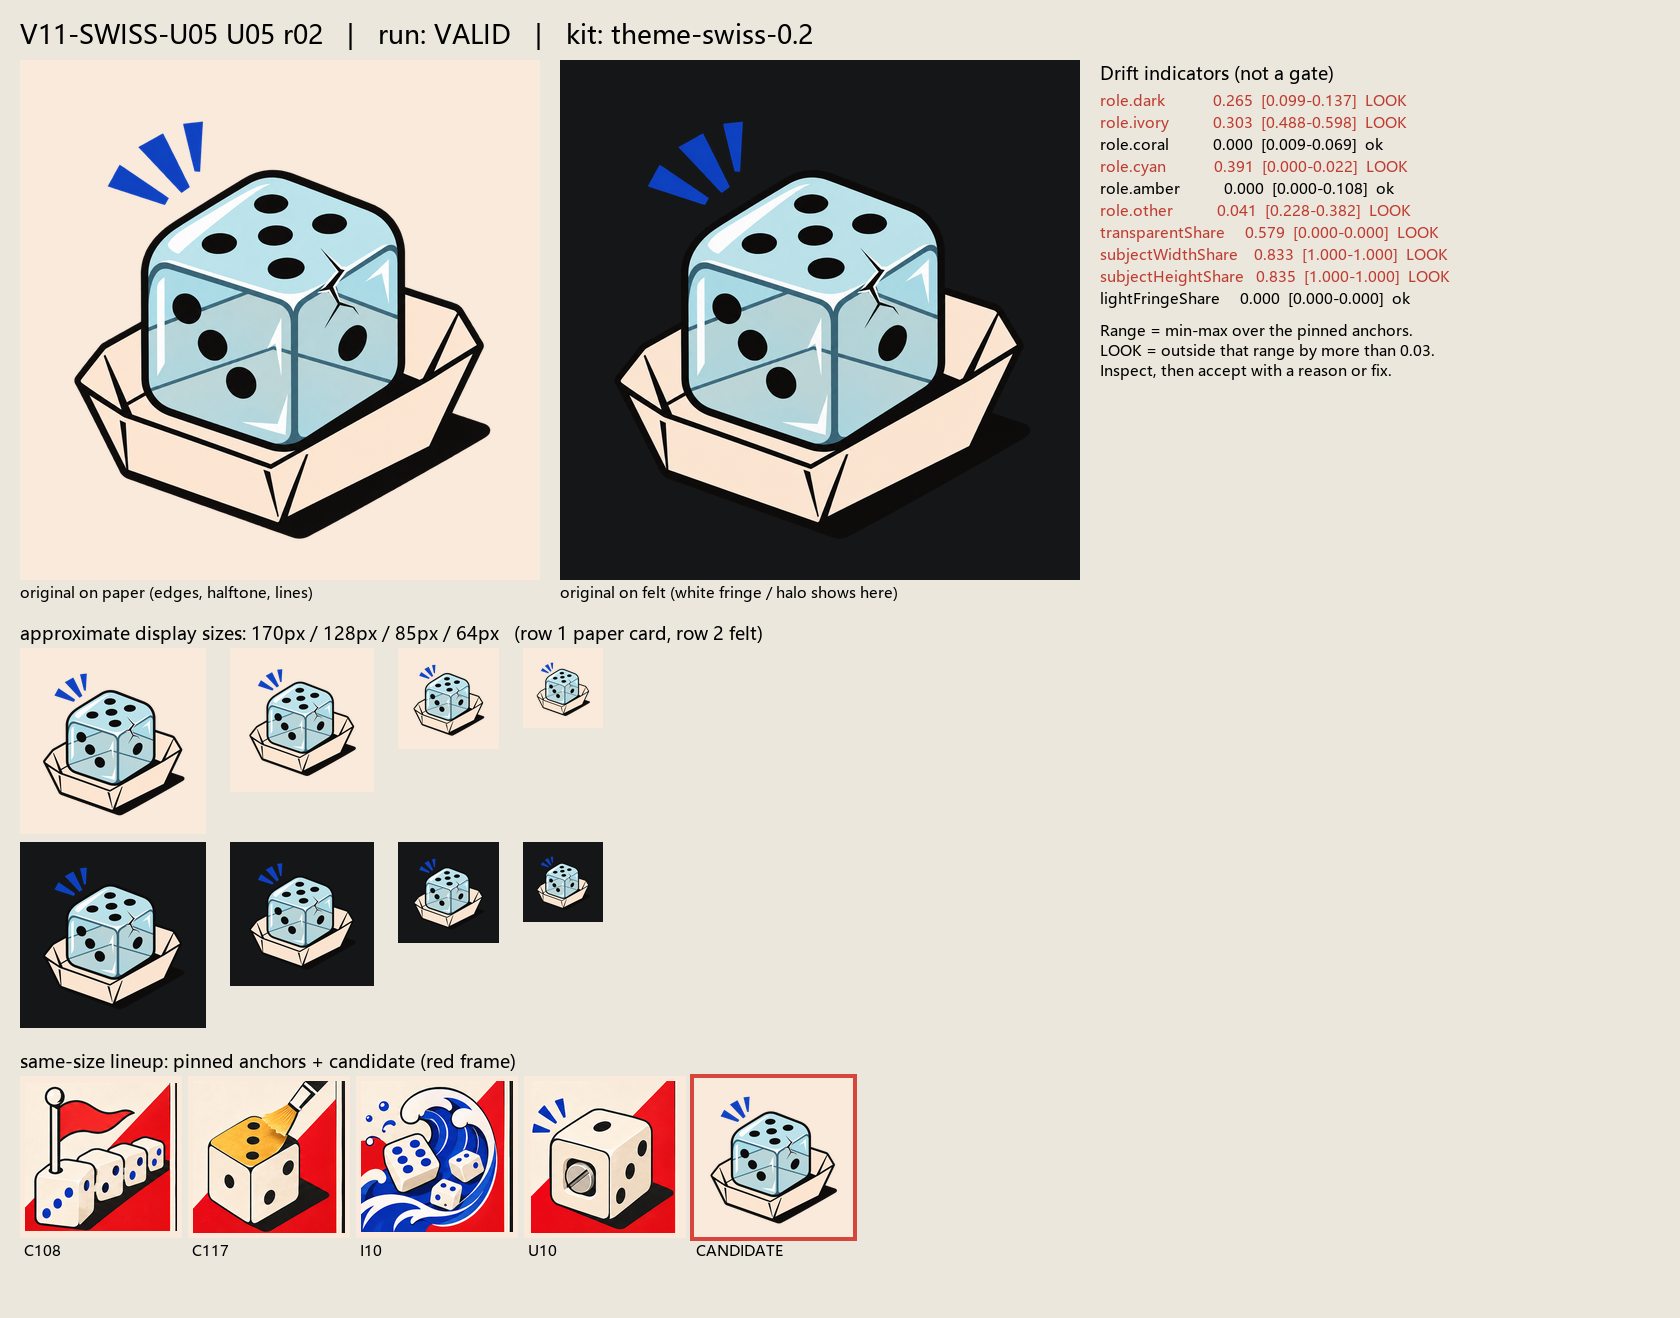 V11-SWISS-U05 U05 r02 | run: VALID | kit: theme-swiss-0.2
Drift indicators (not a gate)
role.dark 0.265 [0.099-0.137] LOOK
role.ivory 0.303 [0.488-0.598] LOOK
role.coral 0.000 [0.009-0.069] ok
role.cyan 0.391 [0.000-0.022] LOOK
role.amber 0.000 [0.000-0.108] ok
role.other 0.041 [0.228-0.382] LOOK
transparentShare 0.579 [0.000-0.000] LOOK
subjectWidthShare 0.833 [1.000-1.000] LOOK
subjectHeightShare 0.835 [1.000-1.000] LOOK
lightFringeShare 0.000 [0.000-0.000] ok
Range = min-max over the pinned anchors.
LOOK = outside that range by more than 0.03.
Inspect, then accept with a reason or fix.
original on paper (edges, halftone, lines)
original on felt (white fringe / halo shows here)
approximate display sizes: 170px / 128px / 85px / 64px (row 1 paper card, row 2 felt)
same-size lineup: pinned anchors + candidate (red frame)
C108
C117
I10
U10
CANDIDATE